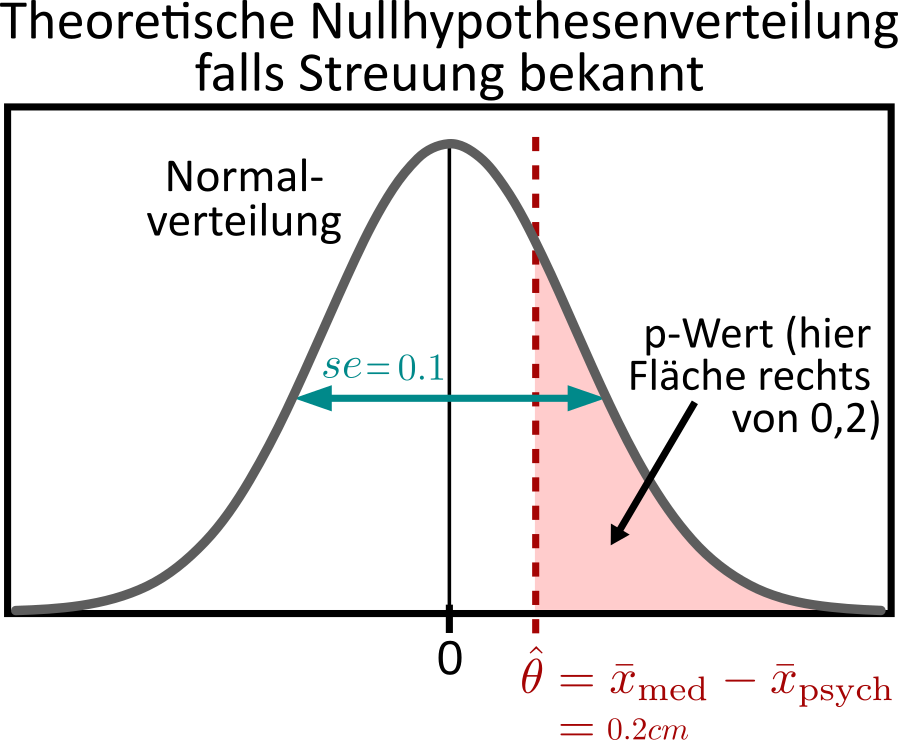 Theoretische Nullhypothesenverteilung
falls Streuung bekannt
Normal-
verteilung
se = 0.1
p-Wert (hier
Fläche rechts
von 0,2)
0
θ̂ = x̄med − x̄psych
= 0.2cm